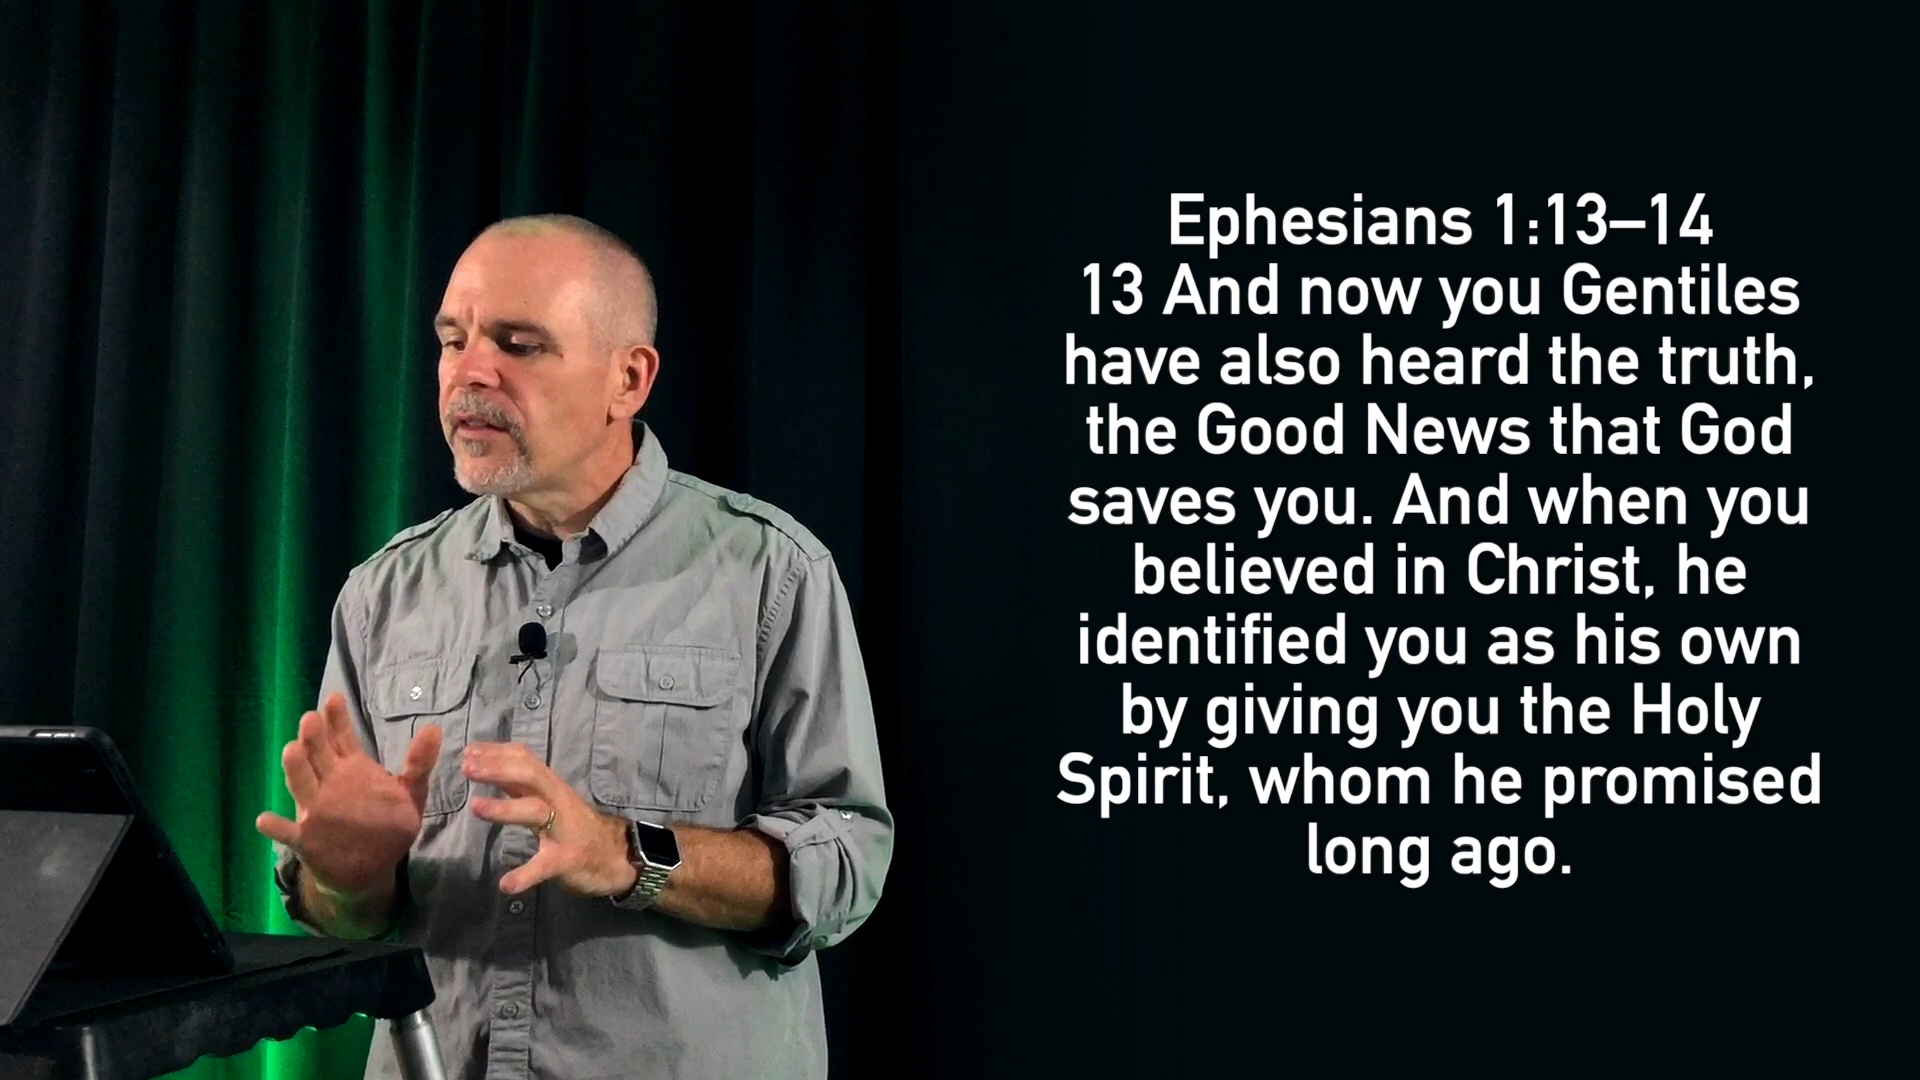 Ephesians 1:13–14
13 And now you Gentiles
have also heard the truth,
the Good News that God
saves you. And when you
believed in Christ, he
identified you as his own
by giving you the Holy
Spirit, whom he promised
long ago.